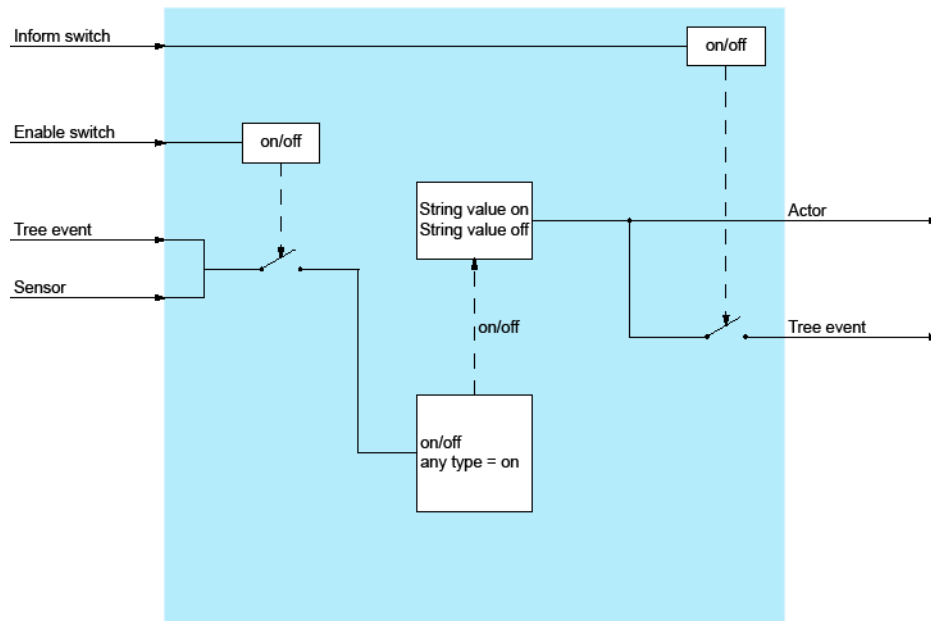 Inform switch
on/off
Enable switch
on/off
String value on
String value off
Actor
Tree event
Sensor
on/off
Tree event
on/off
any type = on